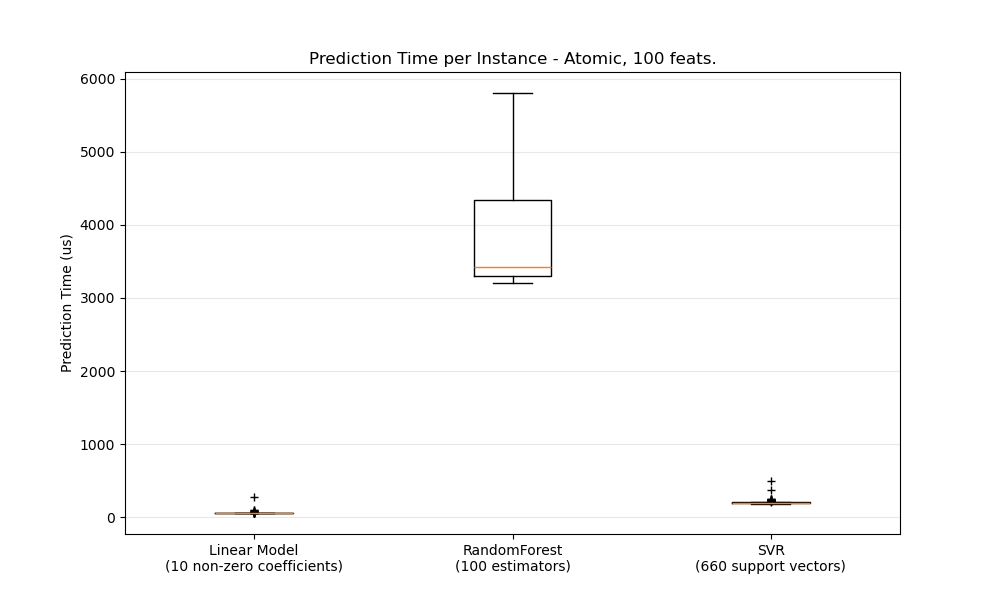 Prediction Time per Instance - Atomic, 100 feats.
6000
5000
4000
3000
2000
1000
0
Prediction Time (us)
Linear Model
(10 non-zero coefficients)
RandomForest
(100 estimators)
SVR
(660 support vectors)